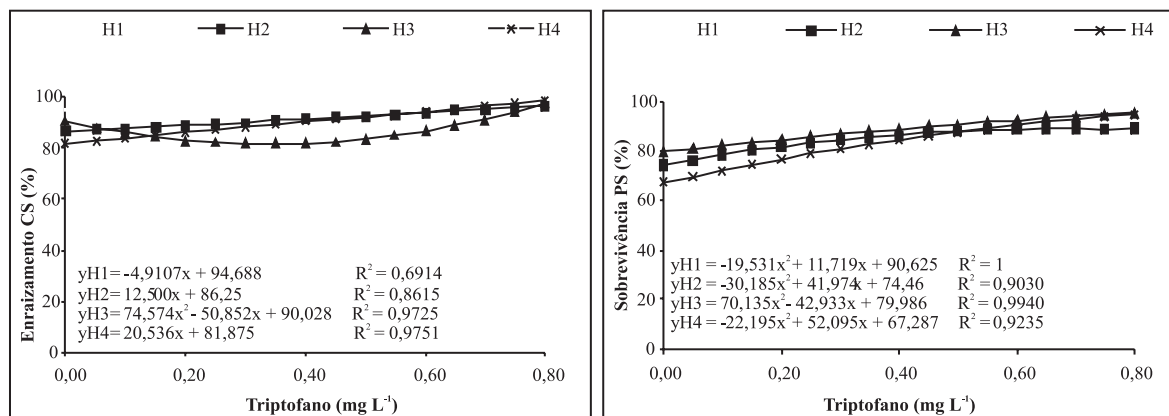 H1 H2 H3 H4
Enraizamento CS (%)
100
80
60
40
20
0
yH1= -4,9107x + 94,688 R² = 0,6914
yH2= 12,500x + 86,25 R² = 0,8615
yH3= 74,574x² - 50,852x + 90,028 R² = 0,9725
yH4= 20,536x + 81,875 R² = 0,9751
0,00 0,20 0,40 0,60 0,80
Triptofano (mg L⁻¹)
H1 H2 H3 H4
Sobrevivência PS (%)
100
80
60
40
20
0
yH1 = -19,531x² + 11,719x + 90,625 R² = 1
yH2 = -30,185x² + 41,974x + 74,46 R² = 0,9030
yH3 = 70,135x² - 42,933x + 79,986 R² = 0,9940
yH4 = -22,195x² + 52,095x + 67,287 R² = 0,9235
0,00 0,20 0,40 0,60 0,80
Triptofano (mg L⁻¹)